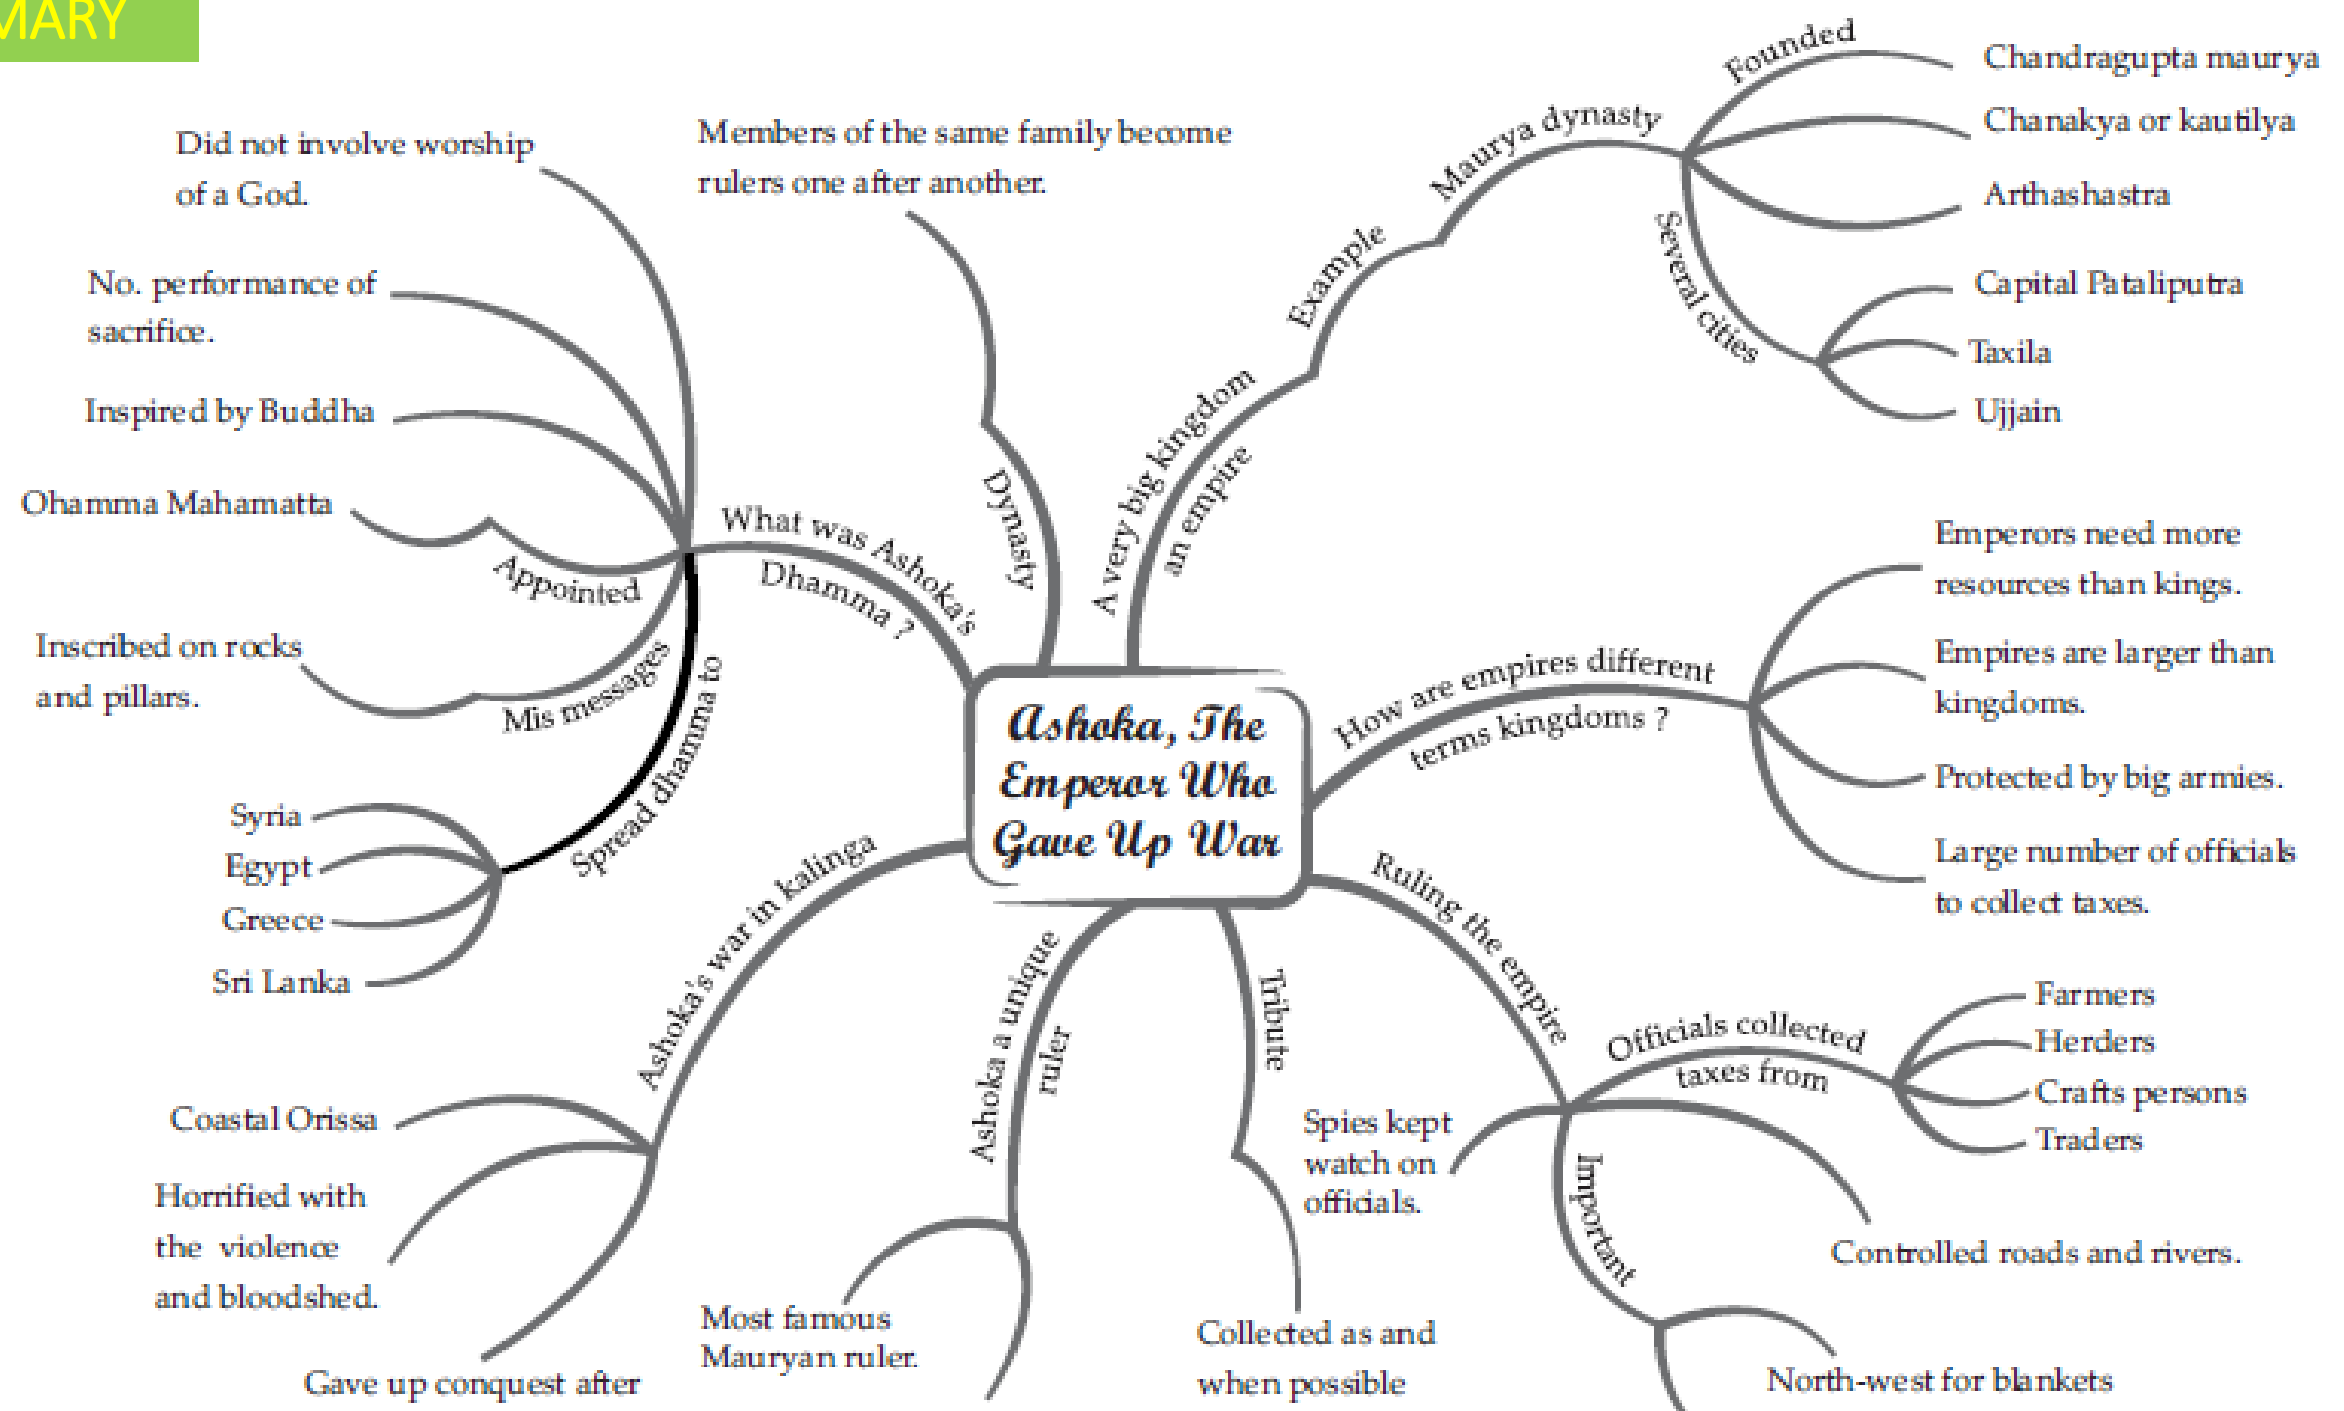 MARY
Did not involve worship
of a God.
No. performance of
sacrifice.
Inspired by Buddha
Ohamma Mahamatta
Appointed
Inscribed on rocks
and pillars.
Mis messages
Spread dhamma to
Syria
Egypt
Greece
Sri Lanka
What was Ashoka's
Dhamma ?
Members of the same family become
rulers one after another.
Dynasty
A very big kingdom
an empire
Example
Maurya dynasty
Founded
Chandragupta maurya
Chanakya or kautilya
Arthashastra
Several cities
Capital Pataliputra
Taxila
Ujjain
Ashoka, The
Emperor Who
Gave Up War
How are empires different
terms kingdoms ?
Emperors need more
resources than kings.
Empires are larger than
kingdoms.
Protected by big armies.
Large number of officials
to collect taxes.
Ruling the empire
Officials collected
taxes from
Farmers
Herders
Crafts persons
Traders
Spies kept
watch on
officials.
Controlled roads and rivers.
Important
North-west for blankets
Tribute
Collected as and
when possible
Ashoka a unique
ruler
Most famous
Mauryan ruler.
Ashoka's war in kalinga
Coastal Orissa
Horrified with
the violence
and bloodshed.
Gave up conquest after